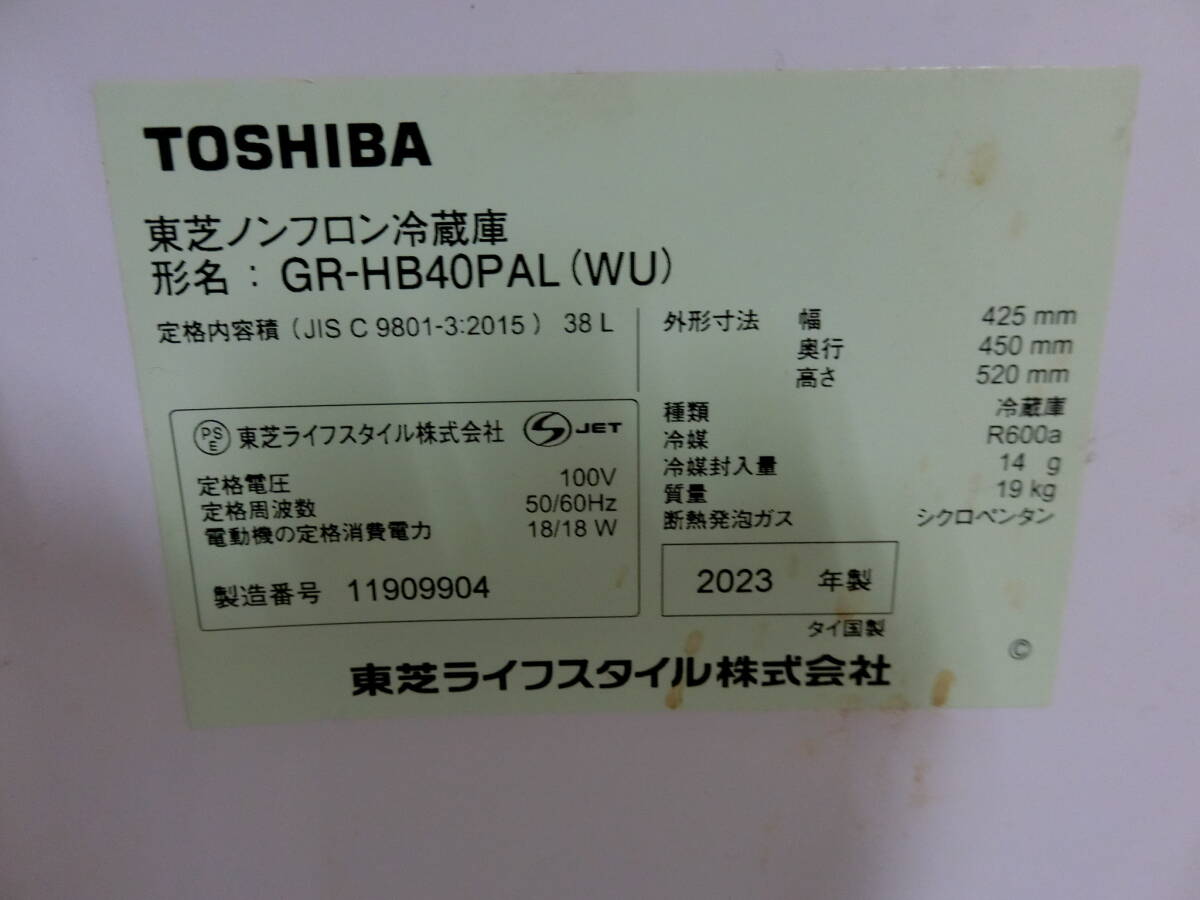 TOSHIBA
東芝ノンフロン冷蔵庫
形名： GR-HB40PAL（WU）
定格内容積（JIS C 9801-3:2015） 38 L
外形寸法 幅 425 mm
奥行 450 mm
高さ 520 mm
種類 冷蔵庫
冷媒 R600a
冷媒封入量 14 g
質量 19 kg
断熱発泡ガス シクロペンタン
PSE 東芝ライフスタイル株式会社 S JET
定格電圧 100V
定格周波数 50/60Hz
電動機の定格消費電力 18/18 W
製造番号 11909904
2023 年製
タイ国製
©
東芝ライフスタイル株式会社